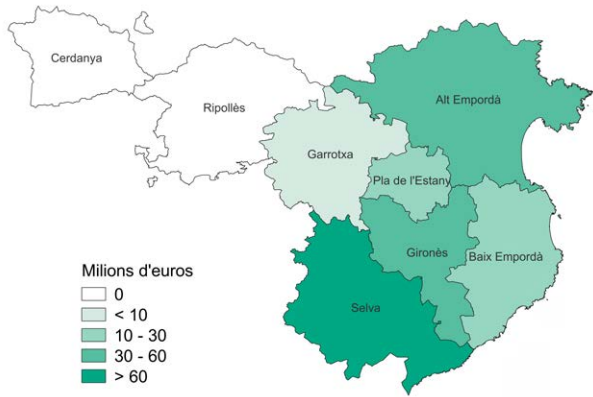 Cerdanya
Ripollès
Alt Empordà
Garrotxa
Pla de l'Estany
Gironès
Baix Empordà
Selva
Milions d'euros
0
< 10
10 - 30
30 - 60
> 60